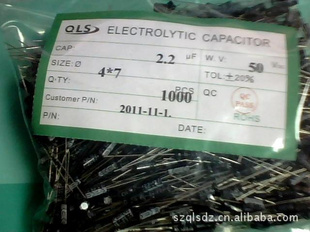 QLS ELECTROLYTIC CAPACITOR
CAP 2.2 µF W.V: 50
SIZE: Ø 4*7 TOL ±20%
Q-TY: 1000 PCS QC QC PASS
Customer P/N: 2011-11-1. ROHS
P/N: DATE:
szqlsdz.cn.alibaba.com